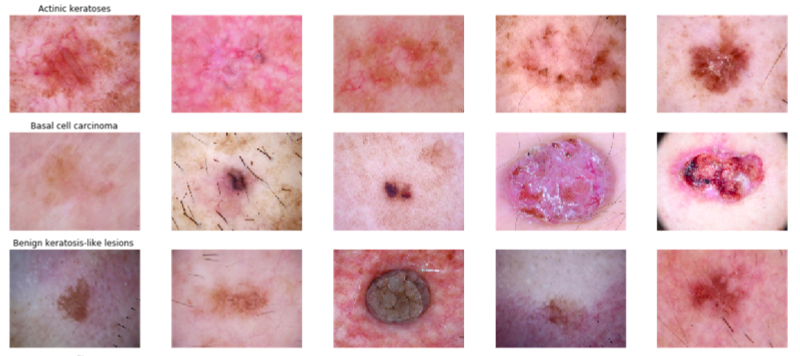 Actinic keratoses
Basal cell carcinoma
Benign keratosis-like lesions